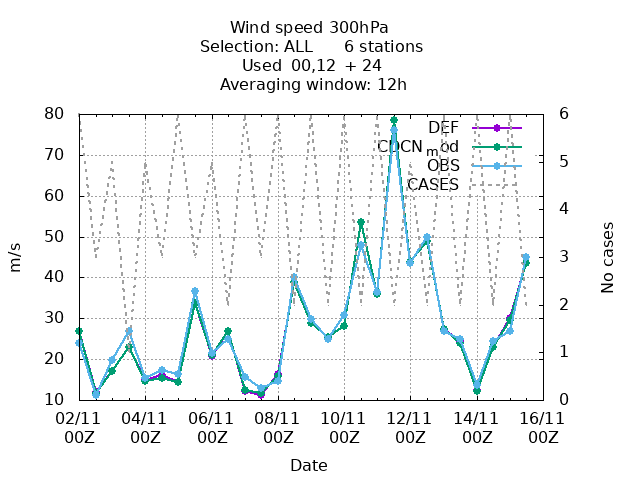 Wind speed 300hPa
Selection: ALL 6 stations
Used 00,12 + 24
Averaging window: 12h
80
70
60
50
40
30
20
10
m/s
6
5
4
3
2
1
0
No cases
DEF
CDCN mod
OBS
CASES
02/11 04/11 06/11 08/11 10/11 12/11 14/11 16/11
00Z 00Z 00Z 00Z 00Z 00Z 00Z 00Z
Date